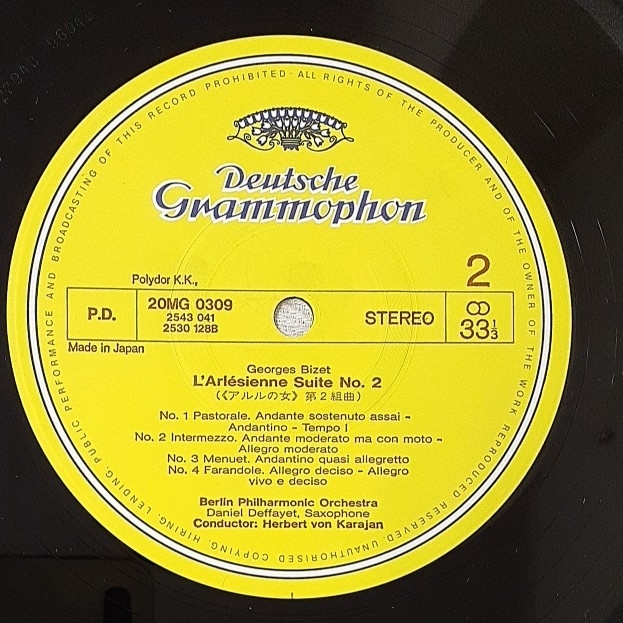 ALL RIGHTS OF THE PRODUCER AND OF THE OWNER OF THE WORK REPRODUCED RESERVED. UNAUTHORISED COPYING, HIRING, LENDING, PUBLIC PERFORMANCE AND BROADCASTING OF THIS RECORD PROHIBITED ·
Deutsche
Grammophon
2
Polydor K.K.,
P.D.
20MG 0309
2543 041
2530 128B
STEREO
33⅓
Made in Japan
Georges Bizet
L'Arlésienne Suite No. 2
(《アルルの女》第2組曲)
No. 1 Pastorale. Andante sostenuto assai –
Andantino – Tempo I
No. 2 Intermezzo. Andante moderato ma con moto –
Allegro moderato
No. 3 Menuet. Andantino quasi allegretto
No. 4 Farandole. Allegro deciso – Allegro
vivo e deciso
Berlin Philharmonic Orchestra
Daniel Deffayet, Saxophone
Conductor: Herbert von Karajan